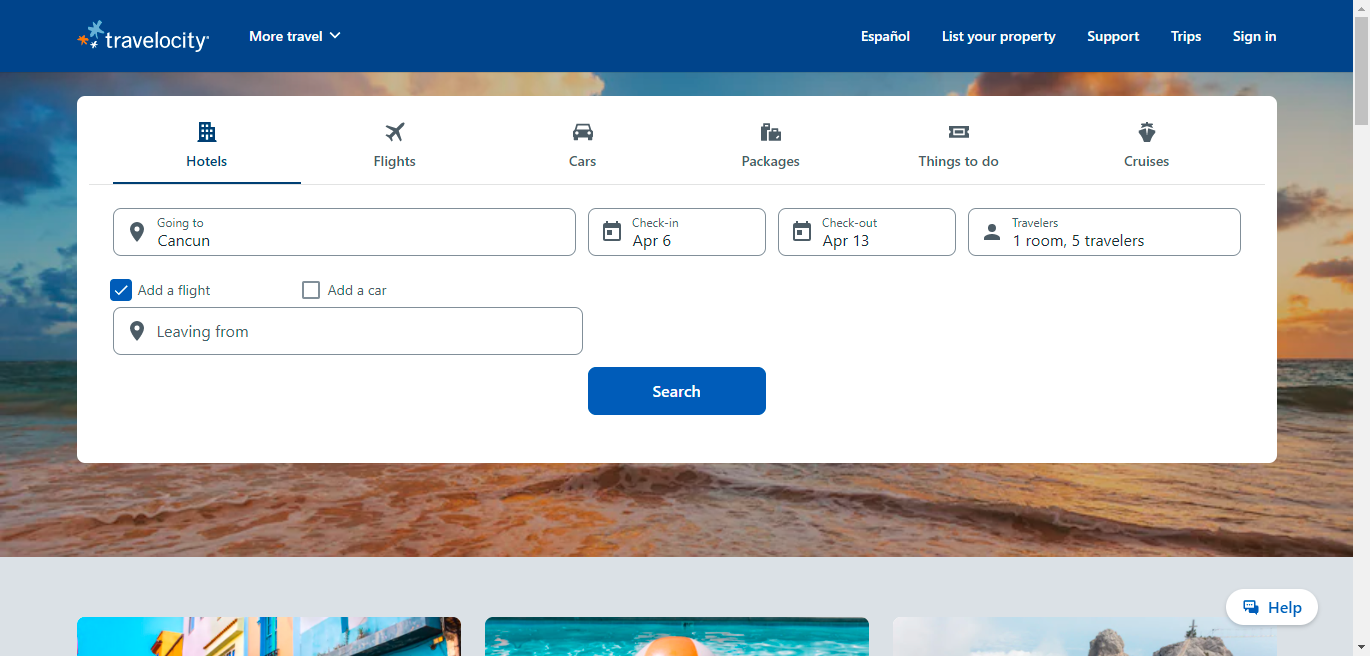 travelocity
More travel
Español
List your property
Support
Trips
Sign in
Hotels
Flights
Cars
Packages
Things to do
Cruises
Going to
Cancun
Check-in
Apr 6
Check-out
Apr 13
Travelers
1 room, 5 travelers
Add a flight
Add a car
Leaving from
Search
Help